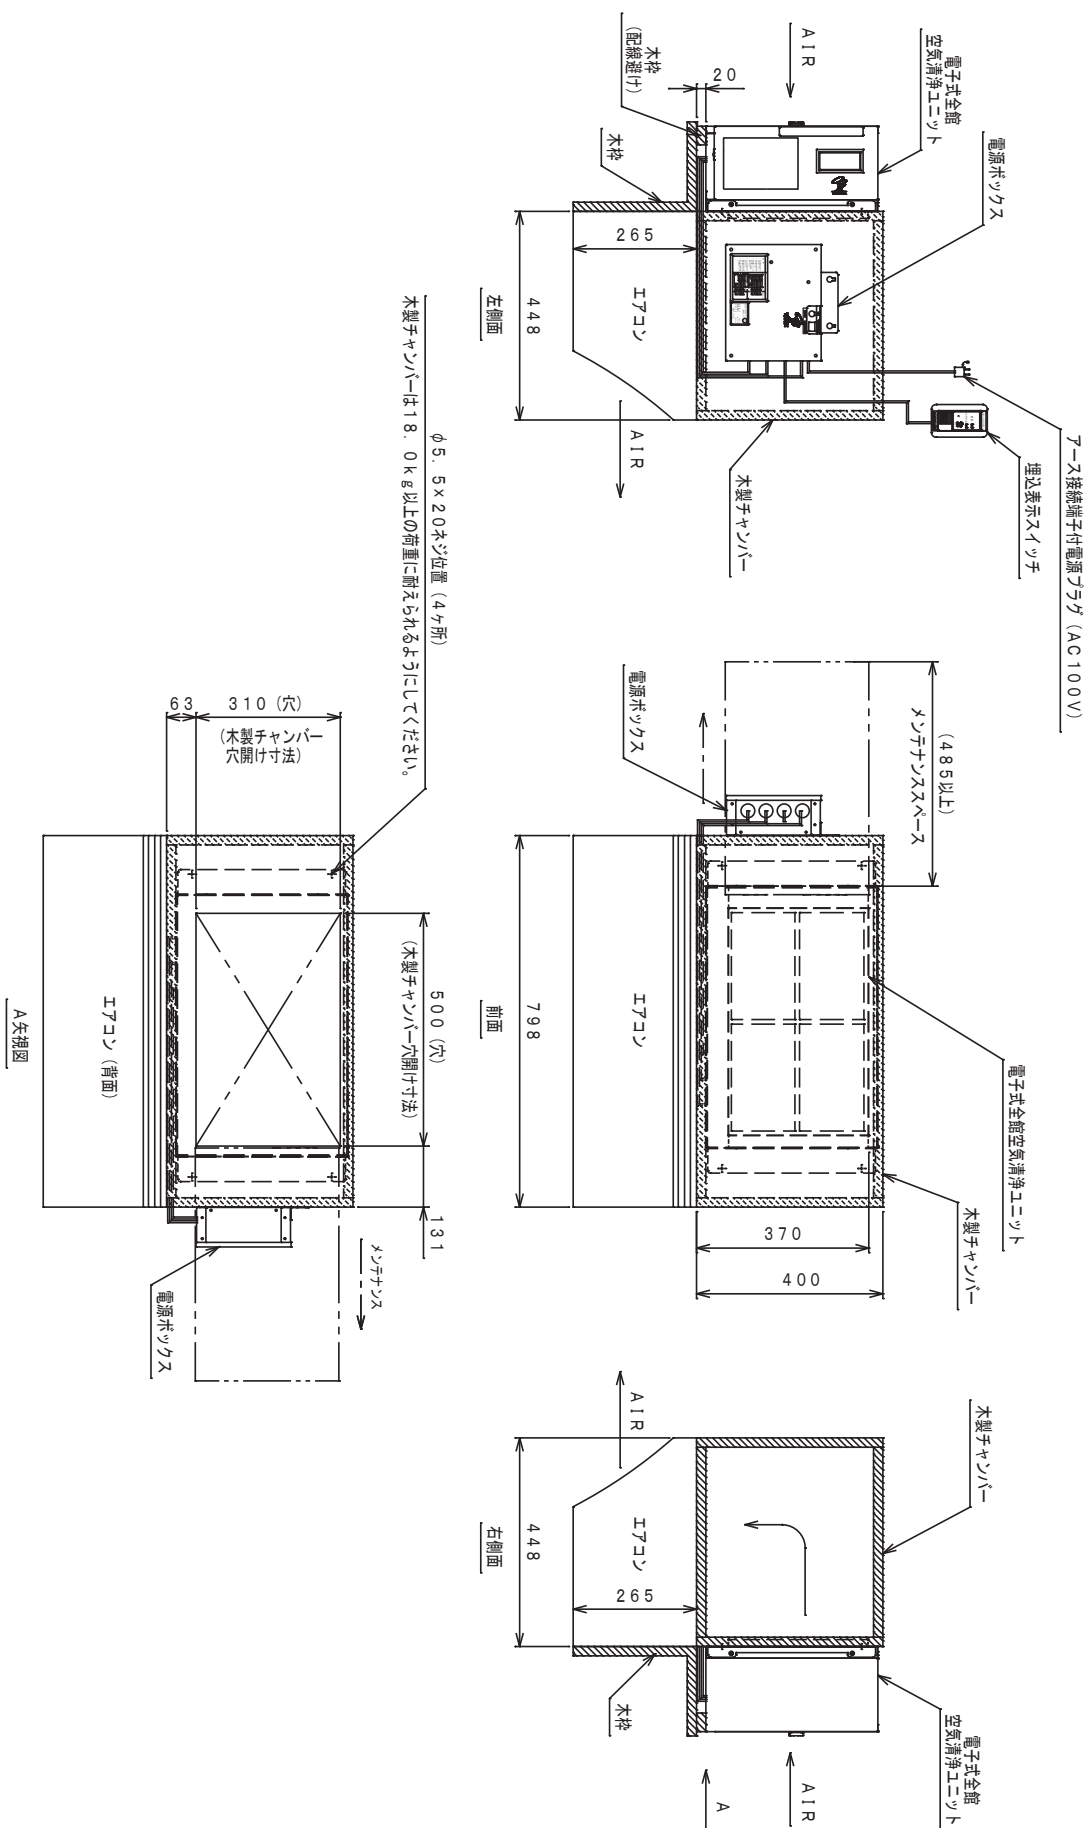 AIR
電子式全館
空気清浄ユニット
電源ボックス
木枠
(配線避け)
20
木枠
265
エアコン
448
左側面
AIR
木製チャンバー
埋込表示スイッチ
アース接続端子付電源プラグ (AC100V)
(485以上)
メンテナンススペース
電源ボックス
電子式全館空気清浄ユニット
木製チャンバー
370
400
エアコン
798
前面
木製チャンバー
AIR
エアコン
265
448
右側面
木枠
電子式全館
空気清浄ユニット
AIR
A
φ5.5×20ネジ位置 (4ヶ所)
木製チャンバーは18.0kg以上の荷重に耐えられるようにしてください。
63
310 (穴)
(木製チャンバー
穴開け寸法)
500 (穴)
(木製チャンバー穴開け寸法)
131
メンテナンス
電源ボックス
エアコン (背面)
A矢視図